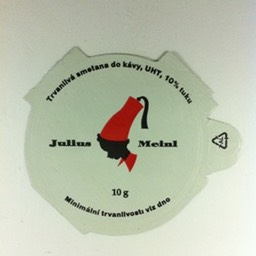 Trvanlivá smetana do kávy, UHT, 10% tuku
Julius Meinl
10 g
Minimální trvanlivost: viz dno